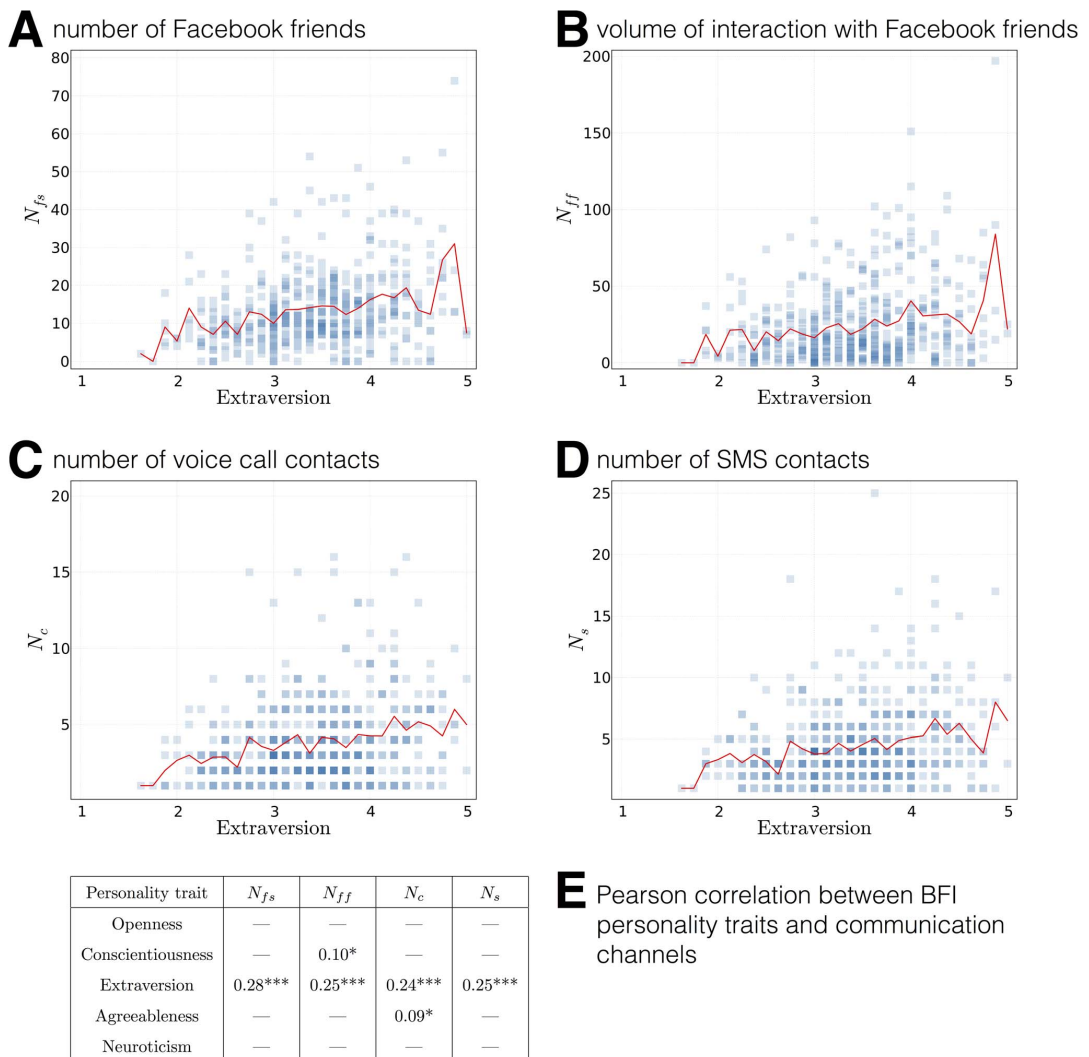 A number of Facebook friends
80
70
60
50
40
30
20
10
0
N_fs
1 2 3 4 5
Extraversion
B volume of interaction with Facebook friends
200
150
100
50
0
N_ff
1 2 3 4 5
Extraversion
C number of voice call contacts
20
15
10
5
N_c
1 2 3 4 5
Extraversion
D number of SMS contacts
25
20
15
10
5
N_s
1 2 3 4 5
Extraversion
Personality trait N_fs N_ff N_c N_s
Openness — — — —
Conscientiousness — 0.10* — —
Extraversion 0.28*** 0.25*** 0.24*** 0.25***
Agreeableness — — 0.09* —
Neuroticism — — — —
E Pearson correlation between BFI
personality traits and communication
channels